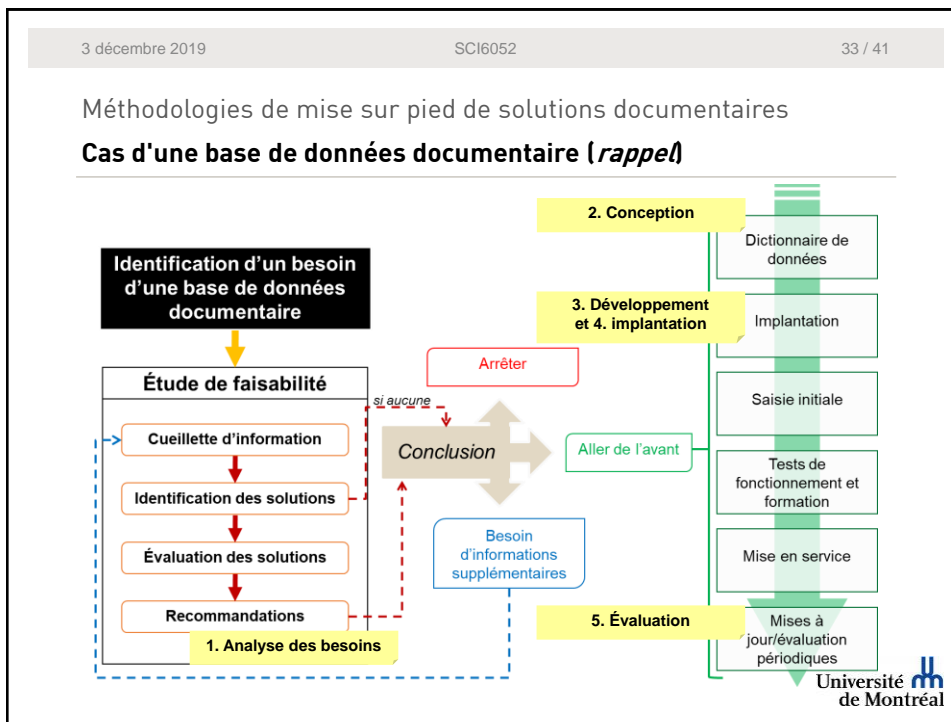 3 décembre 2019
SCI6052
33 / 41
Méthodologies de mise sur pied de solutions documentaires
Cas d'une base de données documentaire (rappel)
Identification d'un besoin
d'une base de données
documentaire
Étude de faisabilité
si aucune
Cueillette d'information
Identification des solutions
Évaluation des solutions
Recommandations
1. Analyse des besoins
Arrêter
Conclusion
Aller de l'avant
Besoin
d'informations
supplémentaires
2. Conception
3. Développement
et 4. implantation
5. Évaluation
Dictionnaire de
données
Implantation
Saisie initiale
Tests de
fonctionnement et
formation
Mise en service
Mises à
jour/évaluation
périodiques
Université
de Montréal